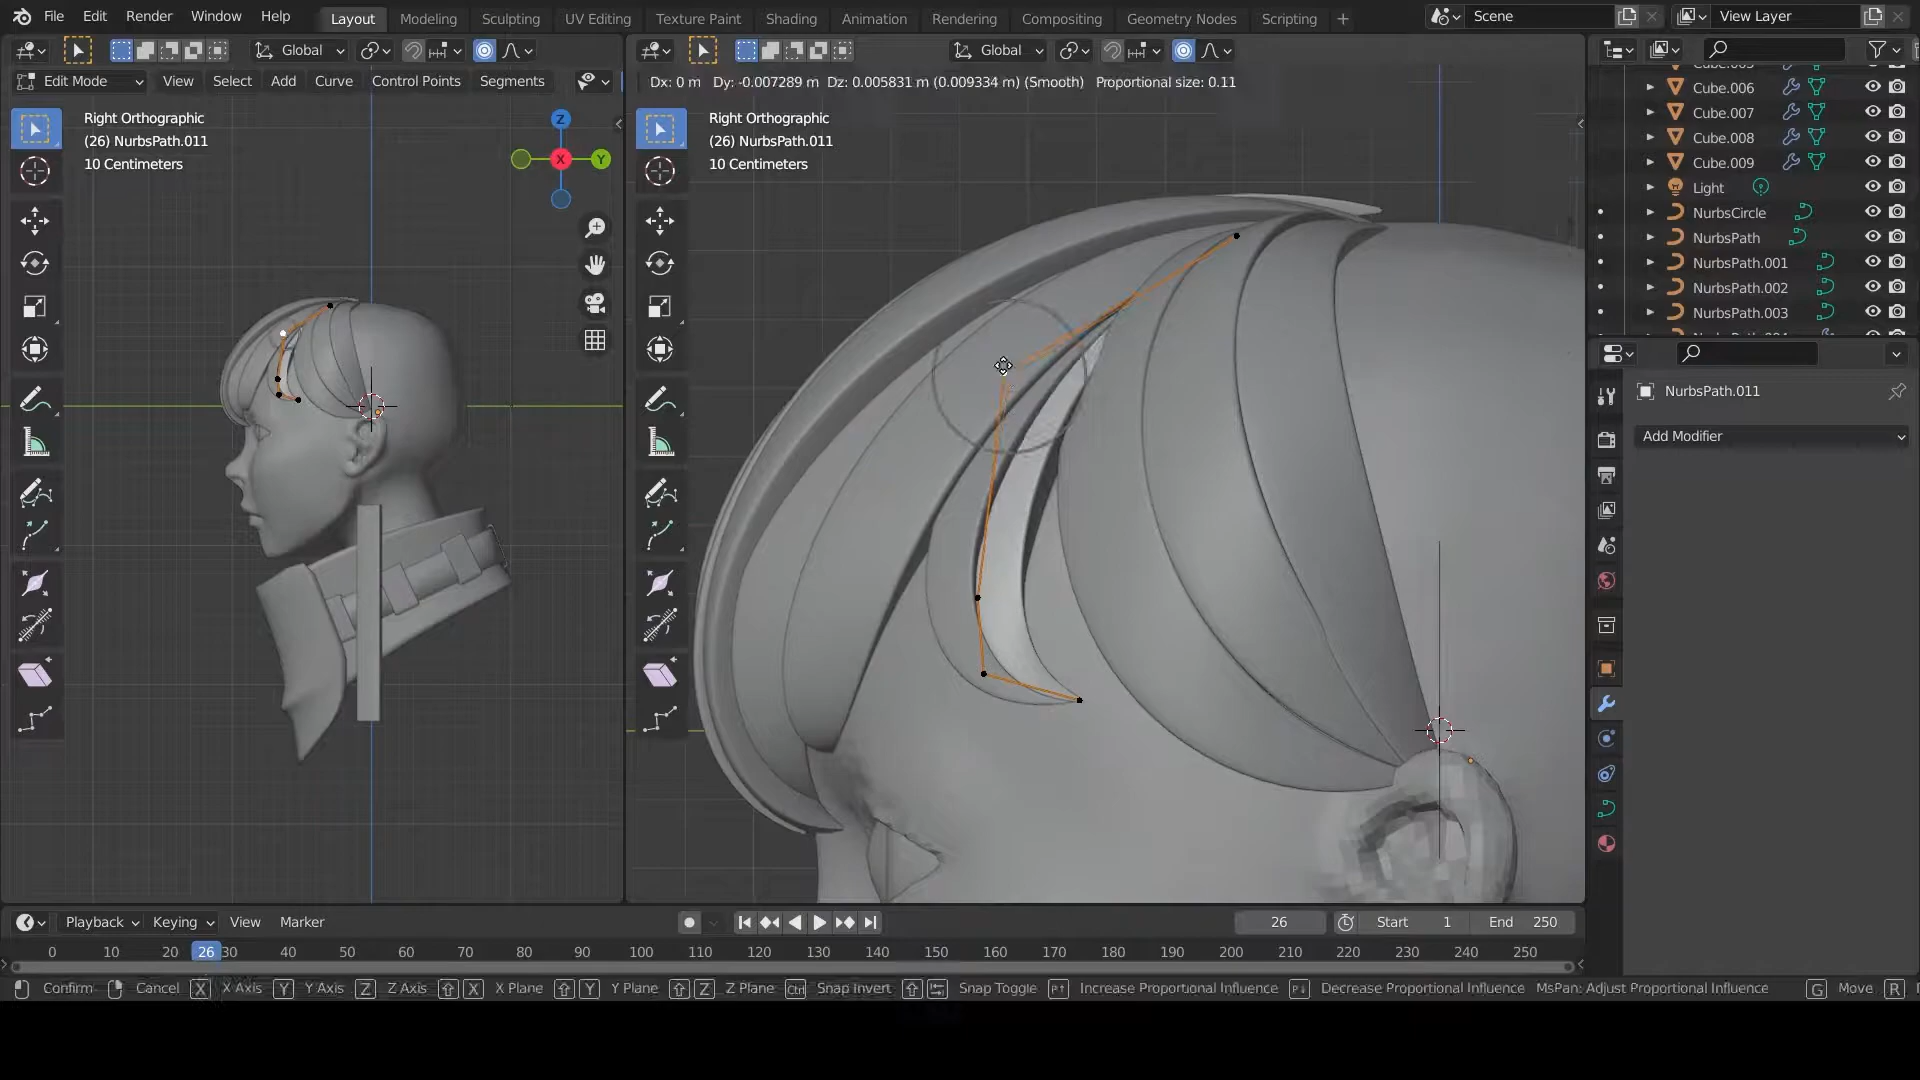 File Edit Render Window Help Layout Modeling Sculpting UV Editing Texture Paint Shading Animation Rendering Compositing Geometry Nodes Scripting + Scene View Layer
Global Global
Edit Mode View Select Add Curve Control Points Segments Dx: 0 m Dy: -0.007289 m Dz: 0.005831 m (0.009334 m) (Smooth) Proportional size: 0.11
Right Orthographic
(26) NurbsPath.011
10 Centimeters
Z
X
Y
Right Orthographic
(26) NurbsPath.011
10 Centimeters
Cube.006
Cube.007
Cube.008
Cube.009
Light
NurbsCircle
NurbsPath
NurbsPath.001
NurbsPath.002
NurbsPath.003
NurbsPath.011
Add Modifier
Playback Keying View Marker 26 Start 1 End 250
0 10 20 26 30 40 50 60 70 80 90 100 110 120 130 140 150 160 170 180 190 200 210 220 230 240 250
Confirm Cancel X X Axis Y Y Axis Z Z Axis X X Plane Y Y Plane Z Z Plane Ctrl Snap Invert Snap Toggle Increase Proportional Influence Decrease Proportional Influence MsPan: Adjust Proportional Influence G Move R